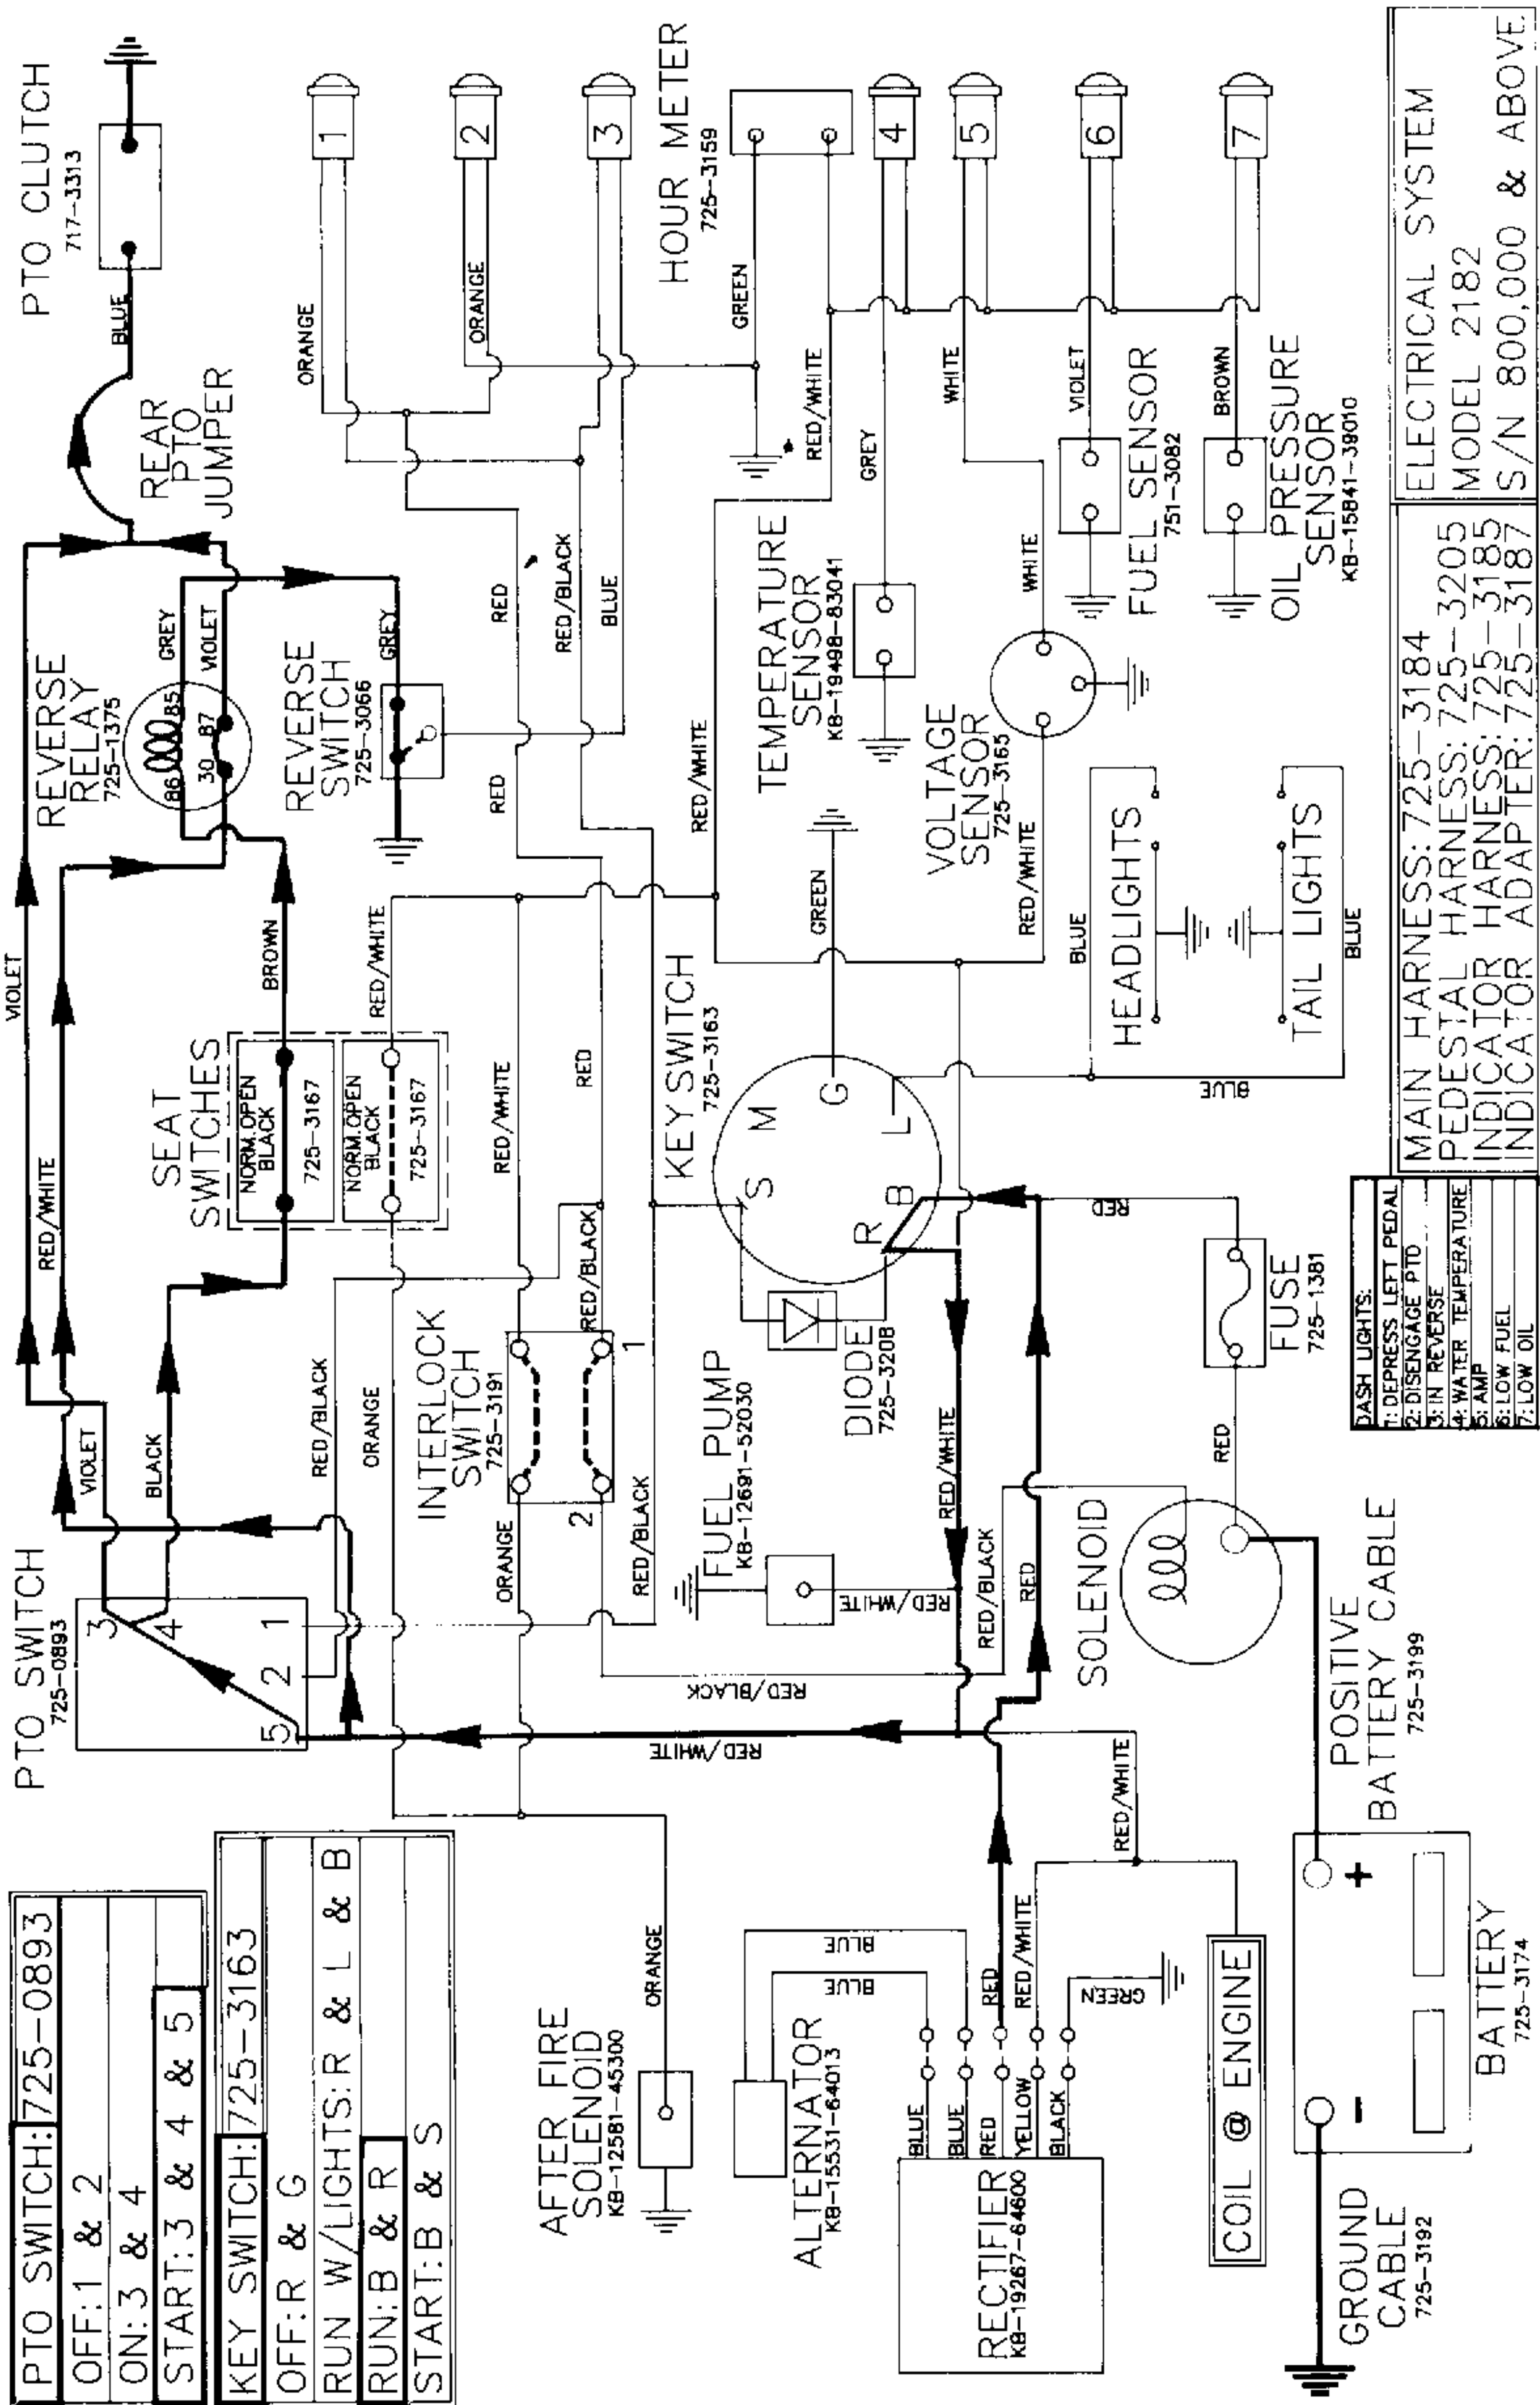 PTO SWITCH: 725-0893
OFF: 1 & 2
ON: 3 & 4
START: 3 & 4 & 5
KEY SWITCH: 725-3163
OFF: R & G
RUN W/LIGHTS: R & L & B
RUN: B & R
START: B & S
PTO SWITCH
725-0893
5
2
1
3
4
VIOLET
BLACK
RED/WHITE
VIOLET
SEAT
SWITCHES
NORM.OPEN
BLACK
725-3167
NORM.OPEN
BLACK
725-3167
BROWN
RED/WHITE
REVERSE
RELAY
725-1375
86
85
30
87
GREY
VIOLET
REVERSE
SWITCH
725-3066
GREY
REAR
PTO
JUMPER
PTO CLUTCH
717-3313
BLUE
RED/BLACK
ORANGE
INTERLOCK
SWITCH
725-3191
2
1
ORANGE
RED/BLACK
RED/BLACK
RED/WHITE
RED
RED
RED
RED/BLACK
BLUE
ORANGE
ORANGE
1
2
3
HOUR METER
725-3159
GREEN
RED/WHITE
4
5
6
7
GREY
WHITE
WHITE
VIOLET
BROWN
AFTER FIRE
SOLENOID
KB-12581-45300
ORANGE
RED/WHITE
RED/BLACK
FUEL PUMP
KB-12691-52030
RED/WHITE
DIODE
725-3208
KEYSWITCH
725-3163
S
M
G
L
B
R
GREEN
RED/WHITE
TEMPERATURE
SENSOR
KB-19498-83041
VOLTAGE
SENSOR
725-3165
RED/WHITE
FUEL SENSOR
751-3082
OIL PRESSURE
SENSOR
KB-15841-39010
ALTERNATOR
KB-15531-64013
BLUE
BLUE
RECTIFIER
KB-19267-64600
BLUE
BLUE
RED
YELLOW
BLACK
RED
RED/WHITE
GREEN
RED/WHITE
RED/WHITE
RED/BLACK
RED
COIL @ ENGINE
SOLENOID
RED
FUSE
725-1381
RED
BLUE
HEADLIGHTS
TAIL LIGHTS
BLUE
BLUE
GROUND
CABLE
725-3192
-
+
BATTERY
725-3174
POSITIVE
BATTERY CABLE
725-3199
DASH LIGHTS:
1: DEPRESS LEFT PEDAL
2: DISENGAGE PTO
3: IN REVERSE
4: WATER TEMPERATURE
5: AMP
6: LOW FUEL
7: LOW OIL
MAIN HARNESS: 725-3184
PEDESTAL HARNESS: 725-3205
INDICATOR HARNESS: 725-3185
INDICATOR ADAPTER: 725-3187
ELECTRICAL SYSTEM
MODEL 2182
S/N 800,000 & ABOVE